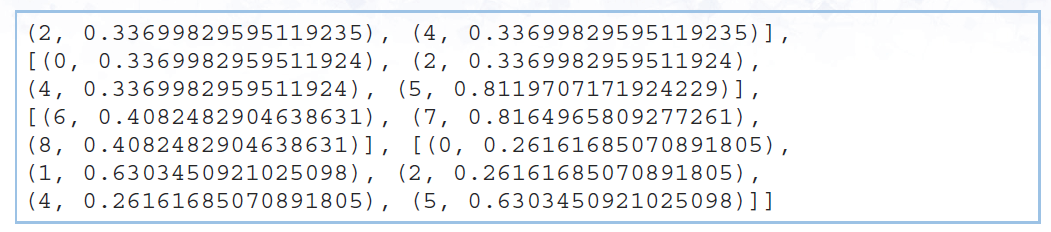 (2, 0.33699829595119235), (4, 0.33699829595119235)],
[(0, 0.3369982959511924), (2, 0.3369982959511924),
(4, 0.3369982959511924), (5, 0.8119707171924229)],
[(6, 0.4082482904638631), (7, 0.8164965809277261),
(8, 0.4082482904638631)], [(0, 0.26161685070891805),
(1, 0.6303450921025098), (2, 0.26161685070891805),
(4, 0.26161685070891805), (5, 0.6303450921025098)]]